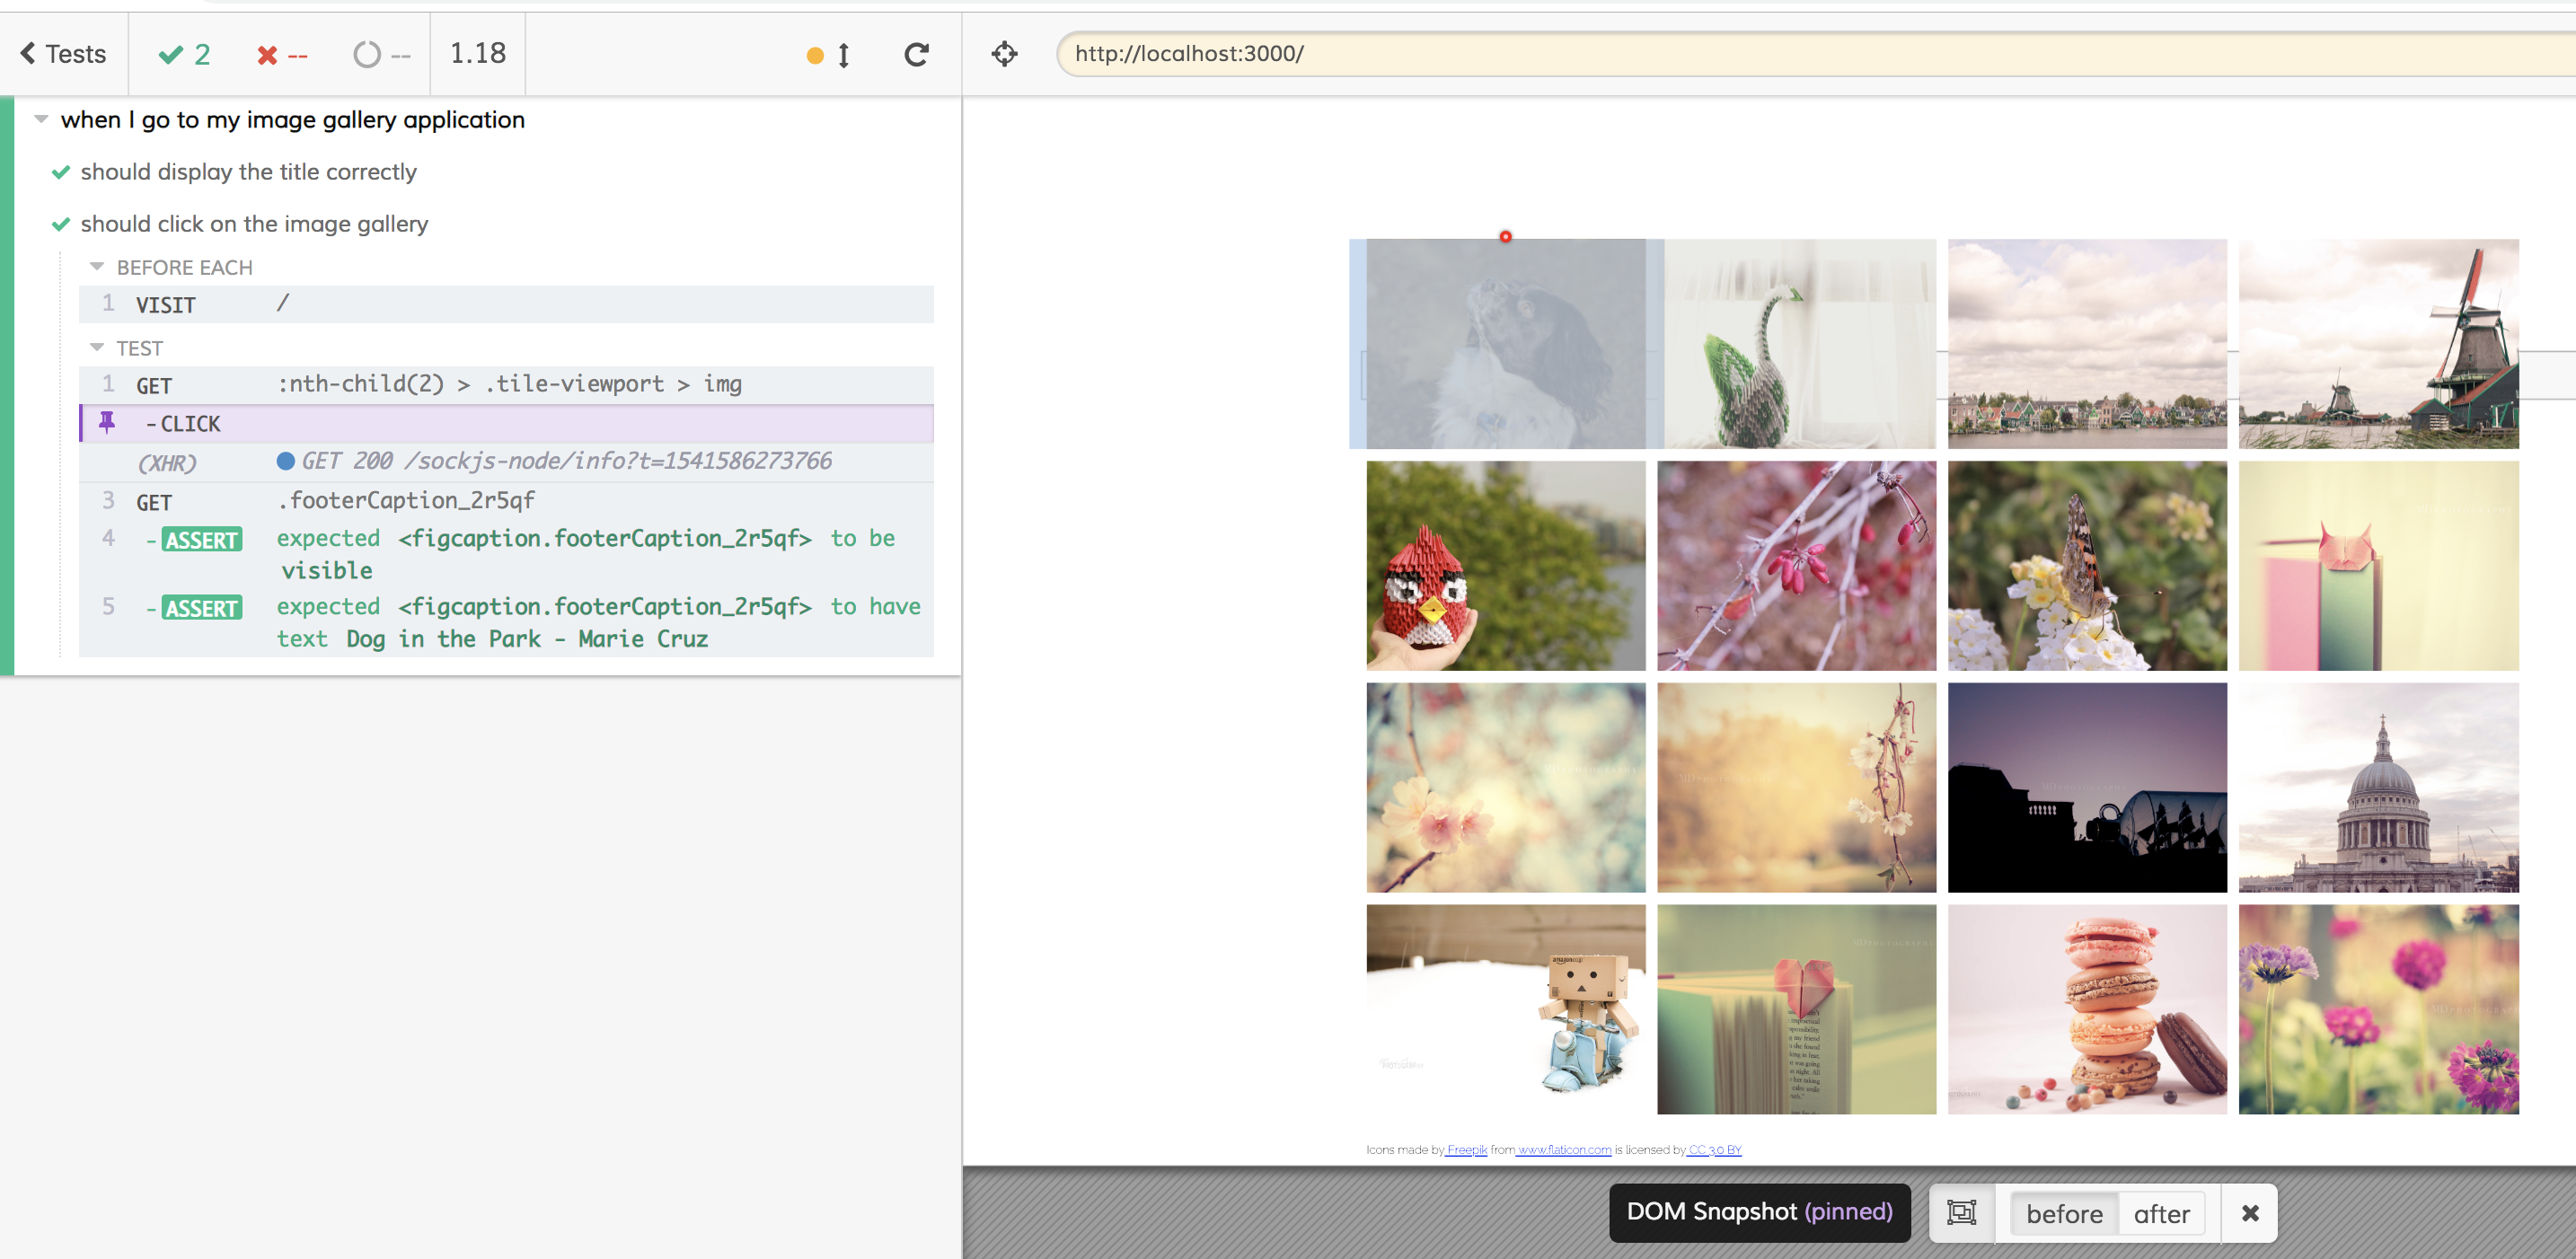 Tests
2
--
--
1.18
http://localhost:3000/
when I go to my image gallery application
should display the title correctly
should click on the image gallery
BEFORE EACH
1 VISIT /
TEST
1 GET :nth-child(2) > .tile-viewport > img
- CLICK
(XHR) GET 200 /sockjs-node/info?t=1541586273766
3 GET .footerCaption_2r5qf
4 - ASSERT expected <figcaption.footerCaption_2r5qf> to be
visible
5 - ASSERT expected <figcaption.footerCaption_2r5qf> to have
text Dog in the Park - Marie Cruz
Icons made by Freepik from www.flaticon.com is licensed by CC 3.0 BY
DOM Snapshot (pinned)
before after